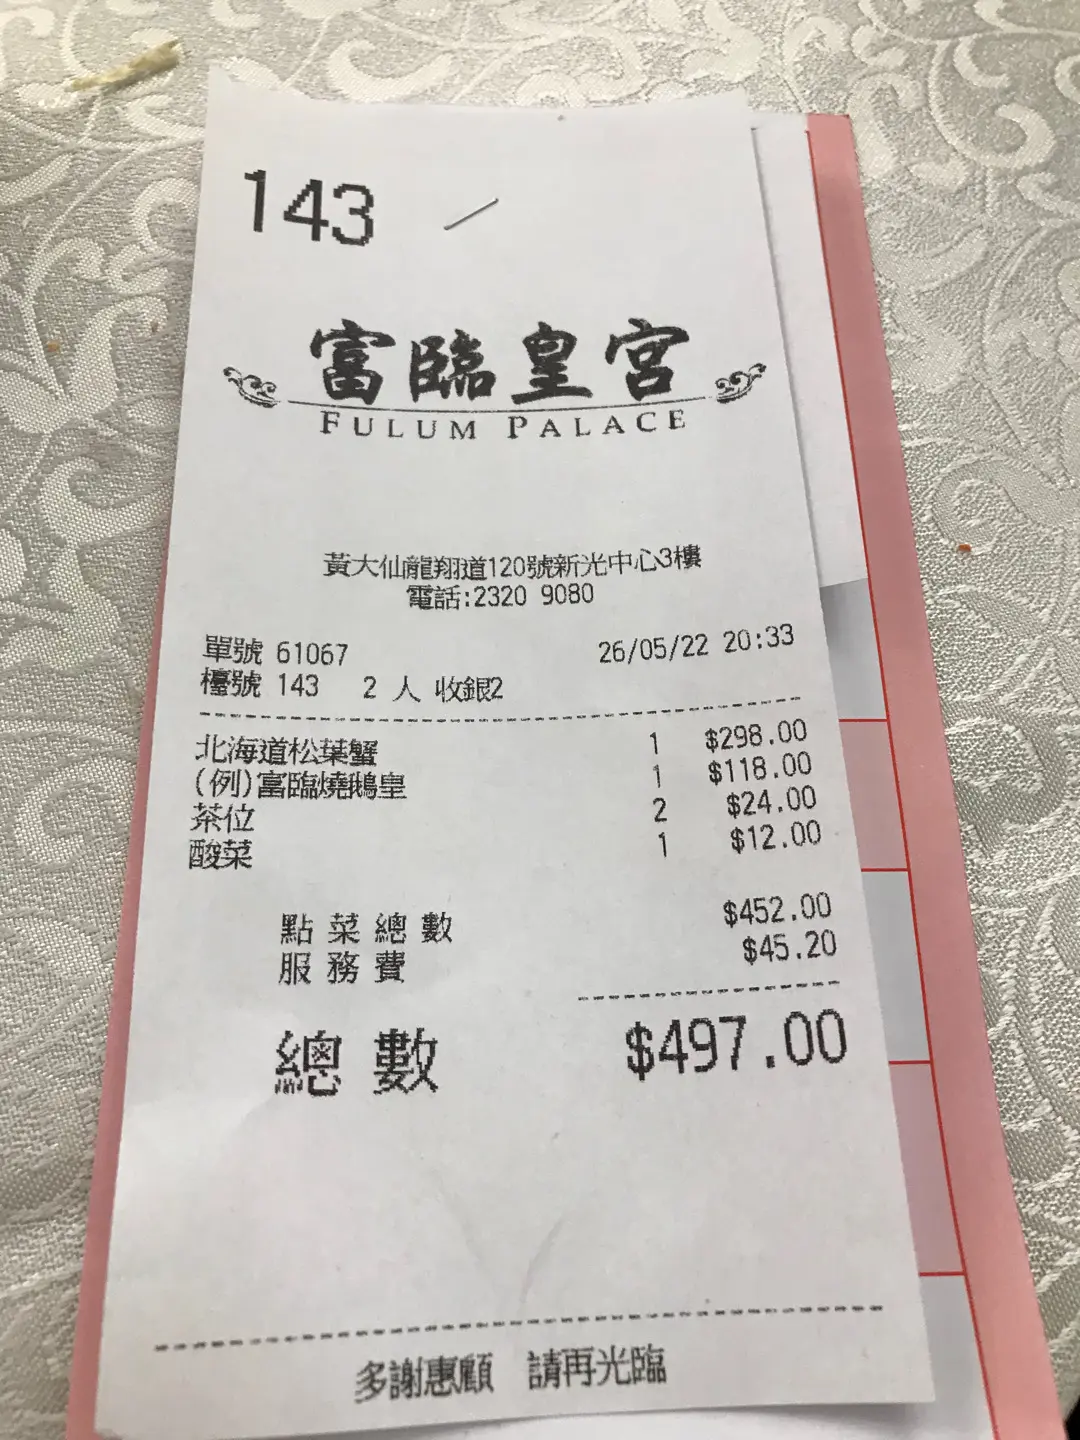 143
富臨皇宮
FULUM PALACE
黃大仙龍翔道120號新光中心3樓
電話:2320 9080
單號 61067 26/05/22 20:33
檯號 143 2 人 收銀2
北海道松葉蟹 1 $298.00
(例)富臨燒鵝皇 1 $118.00
茶位 2 $24.00
酸菜 1 $12.00
點菜總數 $452.00
服務費 $45.20
總數 $497.00
多謝惠顧 請再光臨